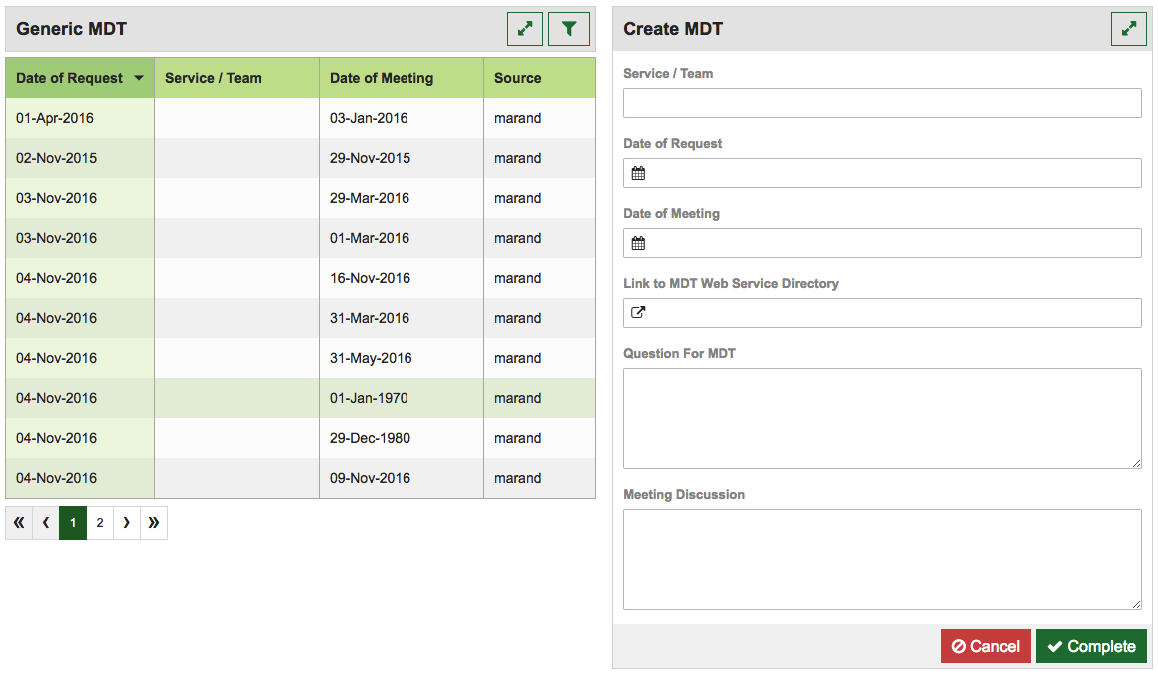 Generic MDT
Date of Request Service / Team Date of Meeting Source
01-Apr-2016 03-Jan-2016 marand
02-Nov-2015 29-Nov-2015 marand
03-Nov-2016 29-Mar-2016 marand
03-Nov-2016 01-Mar-2016 marand
04-Nov-2016 16-Nov-2016 marand
04-Nov-2016 31-Mar-2016 marand
04-Nov-2016 31-May-2016 marand
04-Nov-2016 01-Jan-1970 marand
04-Nov-2016 29-Dec-1980 marand
04-Nov-2016 09-Nov-2016 marand
« ‹ 1 2 › »
Create MDT
Service / Team
Date of Request
Date of Meeting
Link to MDT Web Service Directory
Question For MDT
Meeting Discussion
Cancel Complete